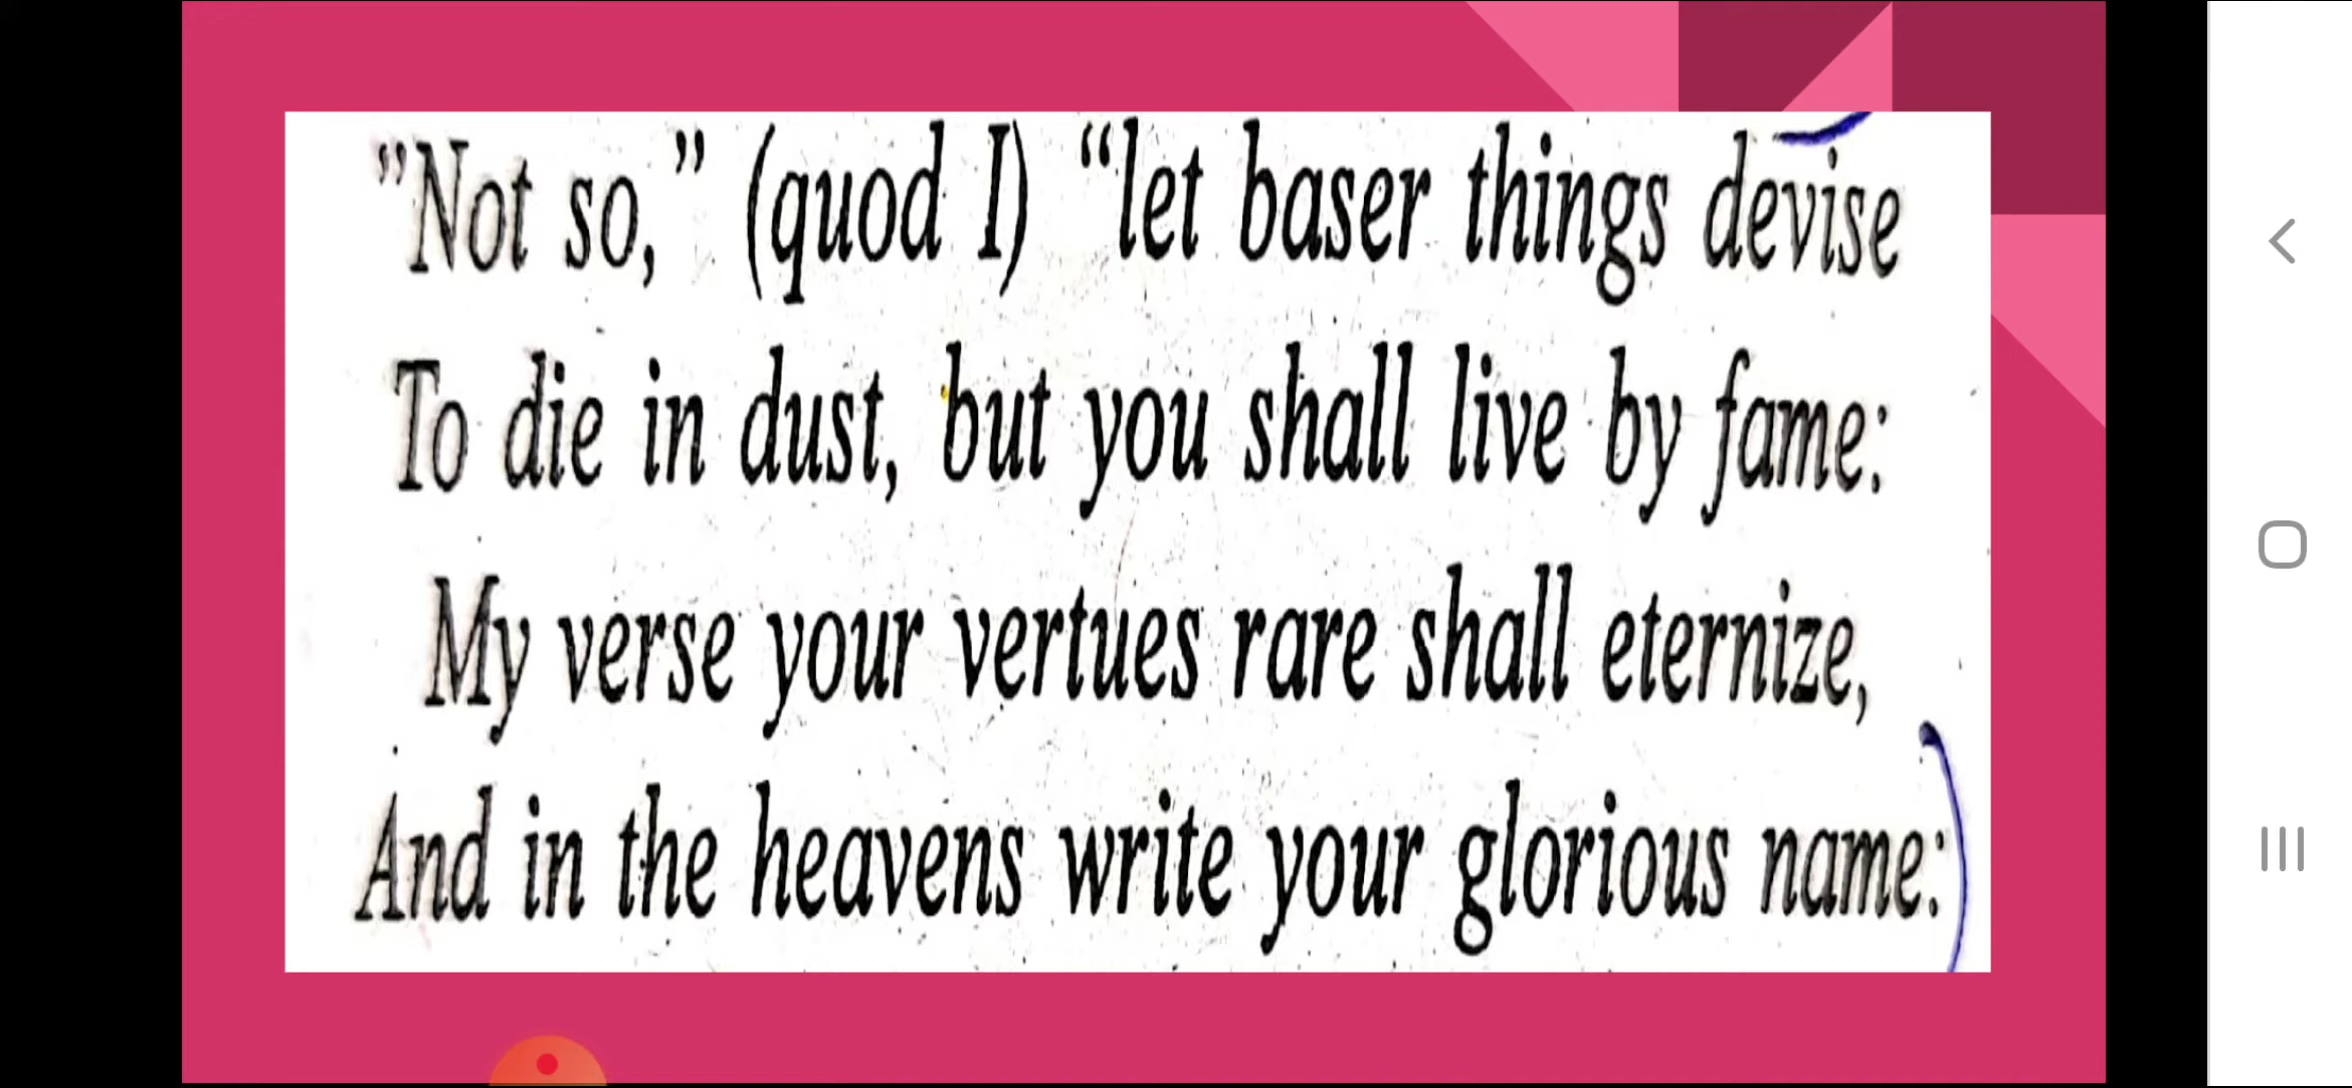 "Not so," (quod I) “let baser things devise
To die in dust, but you shall live by fame:
My verse your vertues rare shall eternize,
And in the heavens write your glorious name: